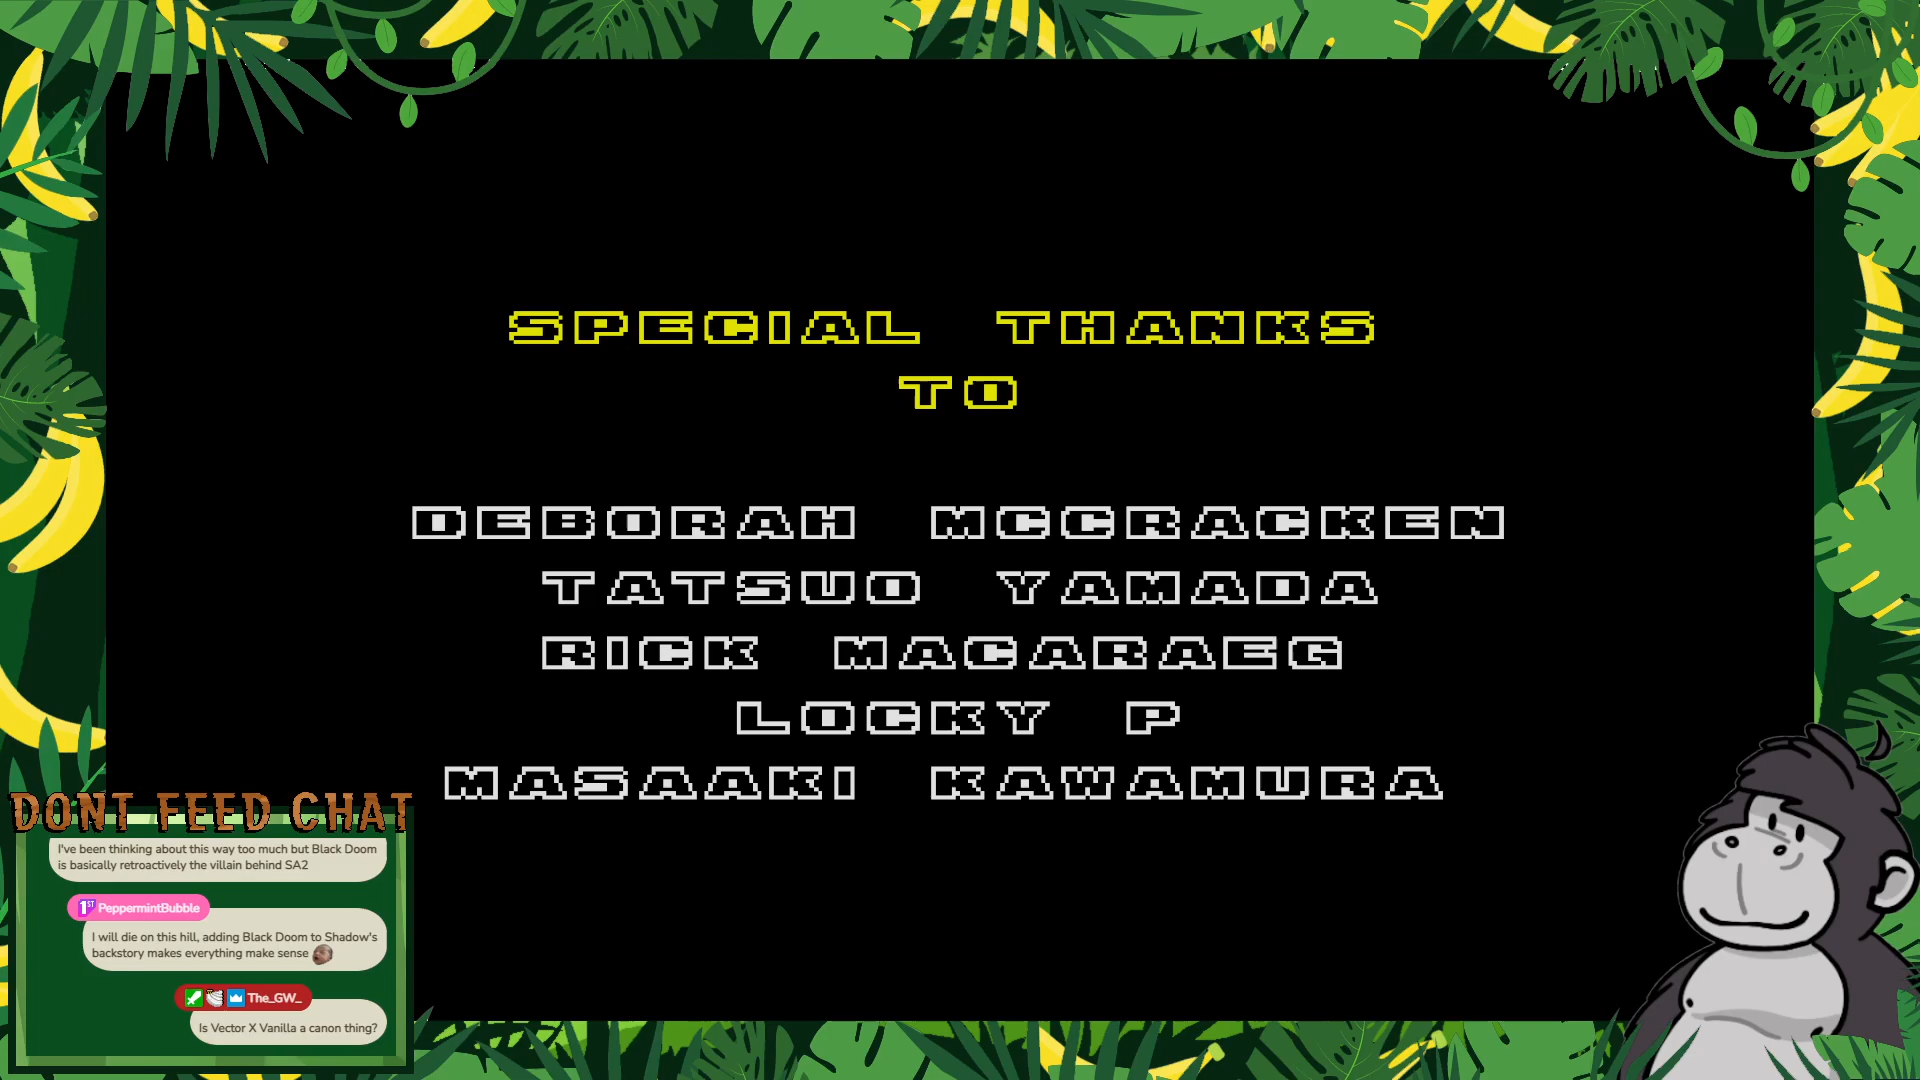 SPECIAL THANKS
TO
DEBORAH MCCRACKEN
TATSUO YAMADA
RICK MACARAEG
LOCKY P
MASAAKI KAWAMURA
DONT FEED CHAT
I've been thinking about this way too much but Black Doom
is basically retroactively the villain behind SA2
1ST PeppermintBubble
I will die on this hill, adding Black Doom to Shadow's
backstory makes everything make sense
The_GW_
Is Vector X Vanilla a canon thing?